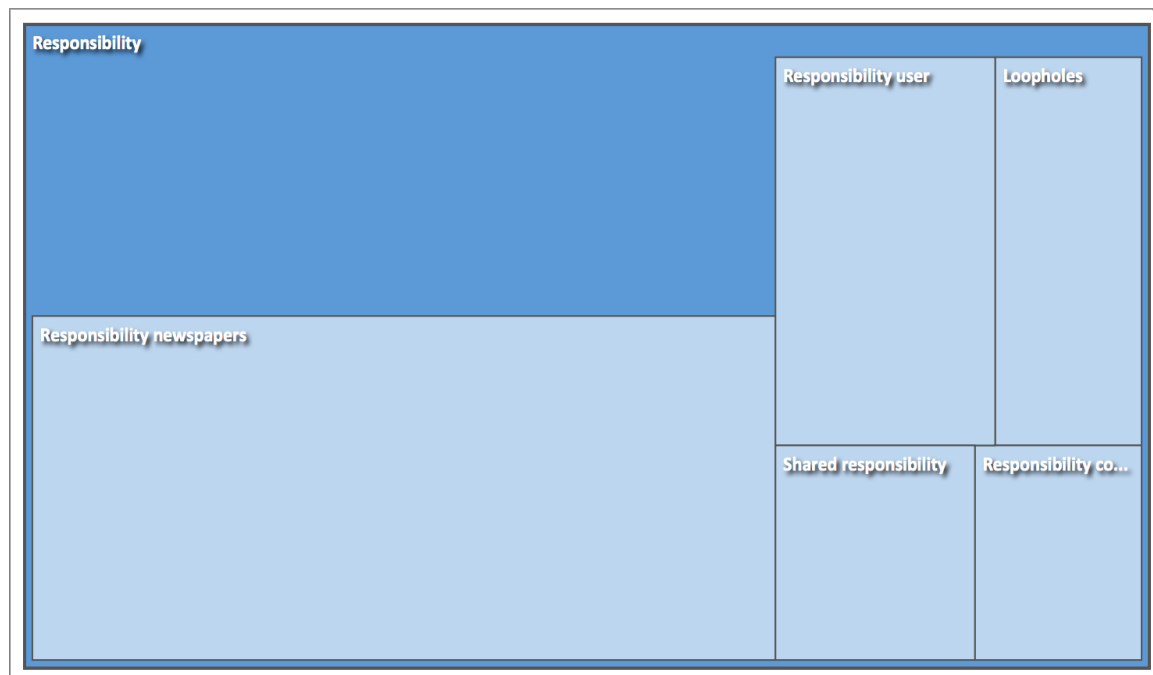 Responsibility
Responsibility user
Loopholes
Responsibility newspapers
Shared responsibility
Responsibility co...